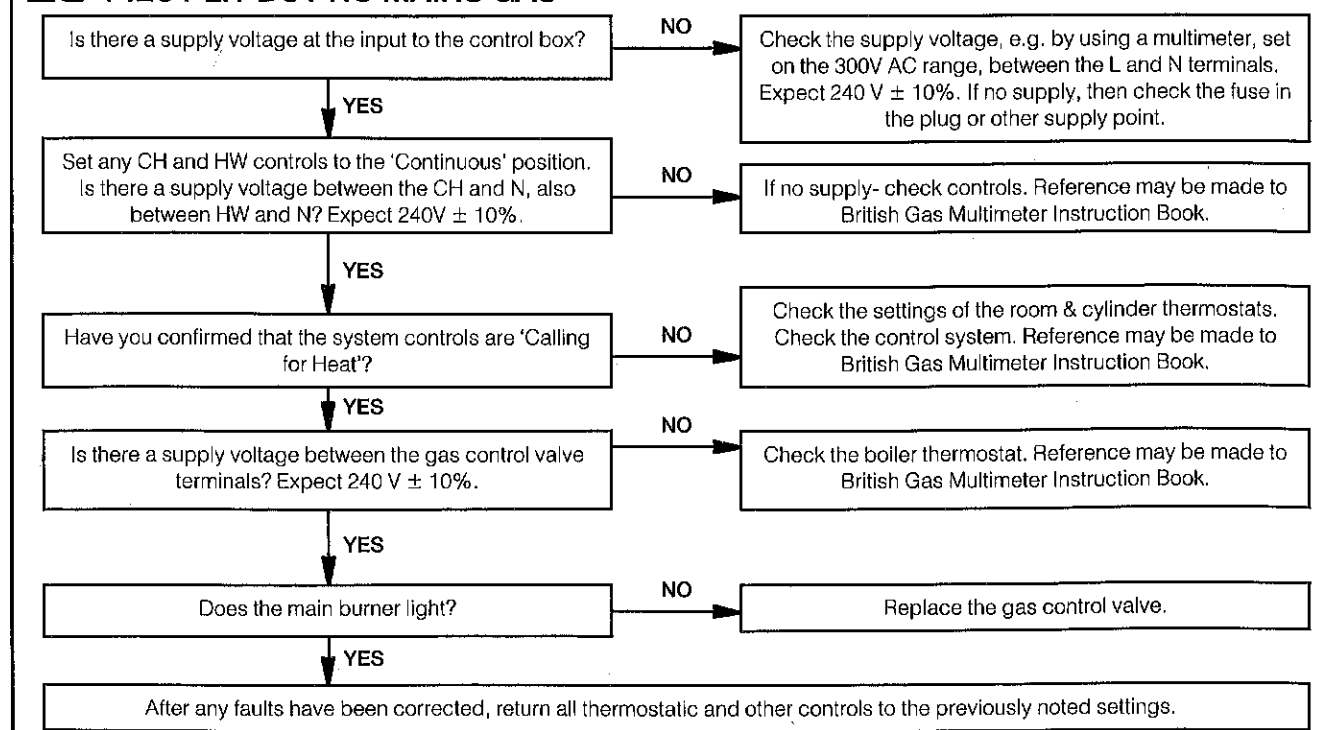 Is there a supply voltage at the input to the control box?
NO
Check the supply voltage, e.g. by using a multimeter, set
on the 300V AC range, between the L and N terminals.
Expect 240 V ± 10%. If no supply, then check the fuse in
the plug or other supply point.
YES
Set any CH and HW controls to the 'Continuous' position.
Is there a supply voltage between the CH and N, also
between HW and N? Expect 240V ± 10%.
NO
If no supply- check controls. Reference may be made to
British Gas Multimeter Instruction Book.
YES
Have you confirmed that the system controls are 'Calling
for Heat'?
NO
Check the settings of the room & cylinder thermostats.
Check the control system. Reference may be made to
British Gas Multimeter Instruction Book.
YES
Is there a supply voltage between the gas control valve
terminals? Expect 240 V ± 10%.
NO
Check the boiler thermostat. Reference may be made to
British Gas Multimeter Instruction Book.
YES
Does the main burner light?
NO
Replace the gas control valve.
YES
After any faults have been corrected, return all thermostatic and other controls to the previously noted settings.